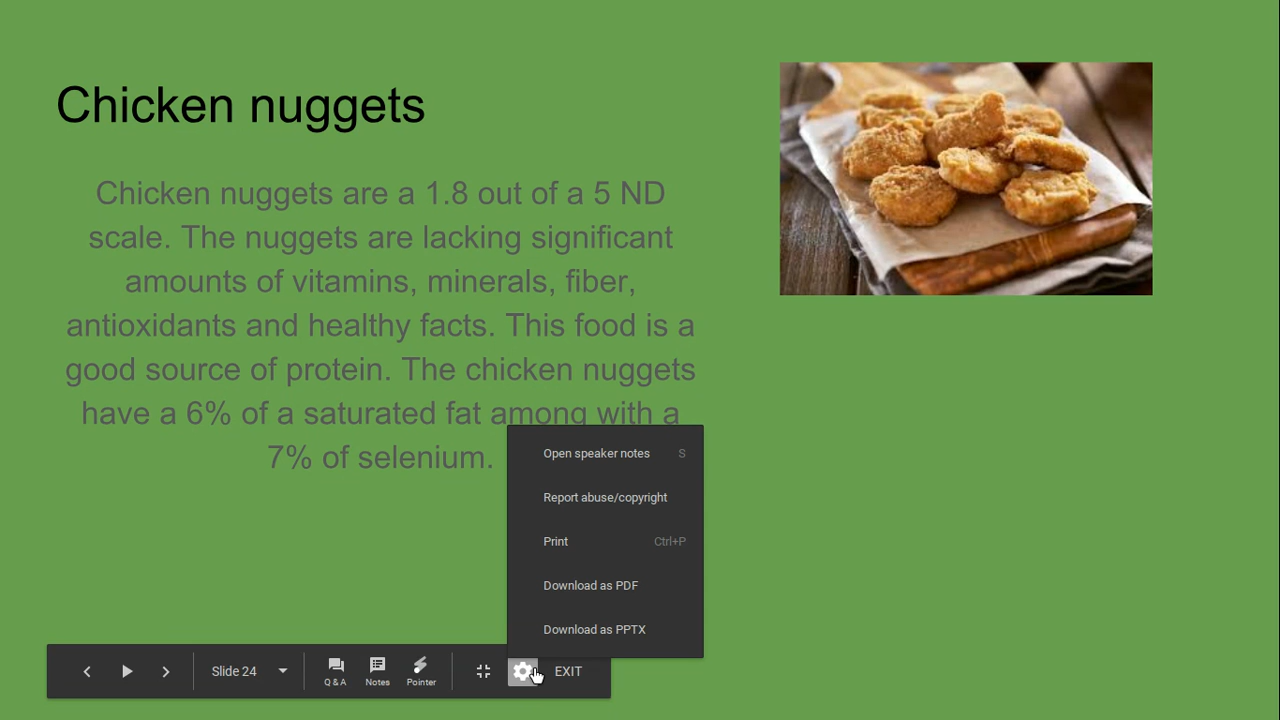 Chicken nuggets
Chicken nuggets are a 1.8 out of a 5 ND
scale. The nuggets are lacking significant
amounts of vitamins, minerals, fiber,
antioxidants and healthy facts. This food is a
good source of protein. The chicken nuggets
have a 6% of a saturated fat among with a
7% of selenium.
Open speaker notes S
Report abuse/copyright
Print Ctrl+P
Download as PDF
Download as PPTX
Slide 24
Q & A
Notes
Pointer
EXIT